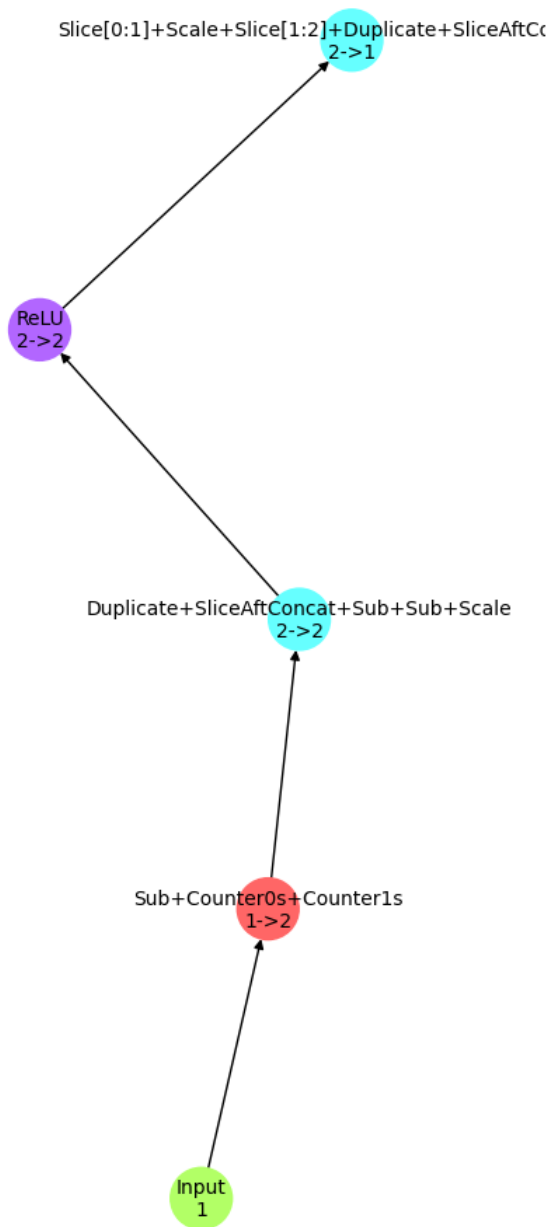 Slice[0:1]+Scale+Slice[1:2]+Duplicate+SliceAftCo
2->1
ReLU
2->2
Duplicate+SliceAftConcat+Sub+Sub+Scale
2->2
Sub+Counter0s+Counter1s
1->2
Input
1